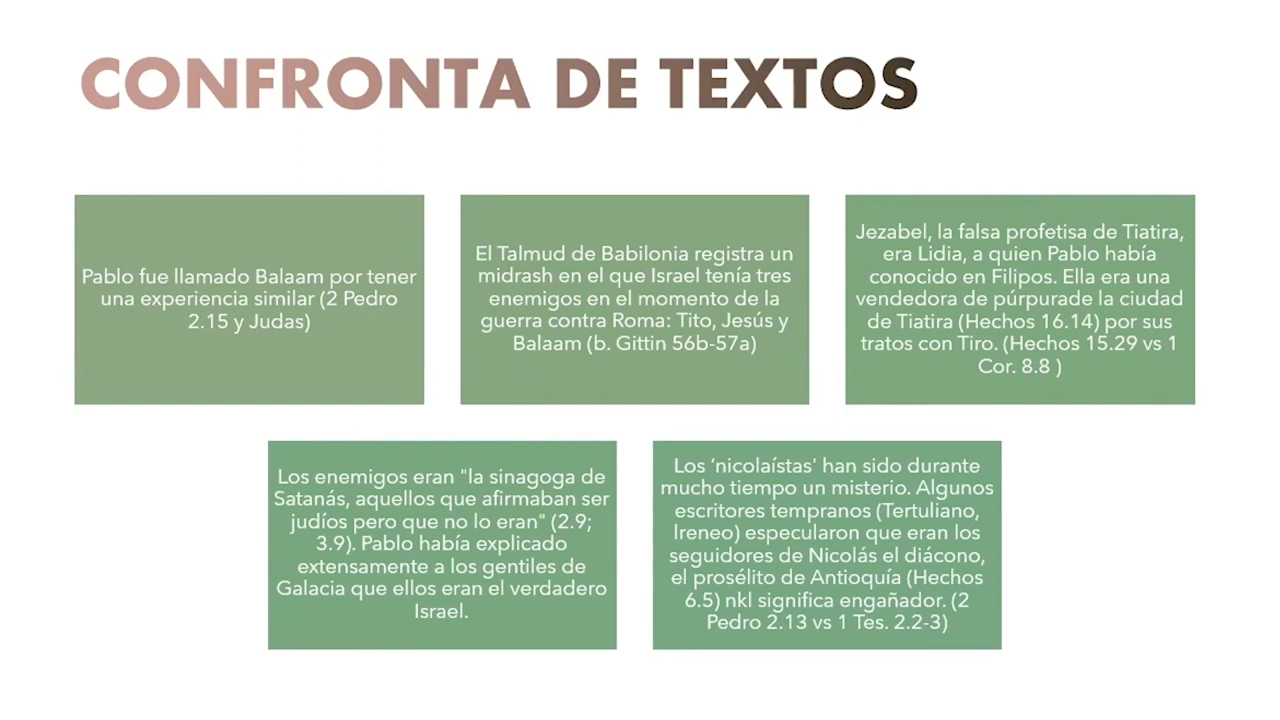 CONFRONTA DE TEXTOS
Pablo fue llamado Balaam por tener
una experiencia similar (2 Pedro
2.15 y Judas)
El Talmud de Babilonia registra un
midrash en el que Israel tenía tres
enemigos en el momento de la
guerra contra Roma: Tito, Jesús y
Balaam (b. Gittin 56b-57a)
Jezabel, la falsa profetisa de Tiatira,
era Lidia, a quien Pablo había
conocido en Filipos. Ella era una
vendedora de púrpurade la ciudad
de Tiatira (Hechos 16.14) por sus
tratos con Tiro. (Hechos 15.29 vs 1
Cor. 8.8 )
Los enemigos eran "la sinagoga de
Satanás, aquellos que afirmaban ser
judíos pero que no lo eran" (2.9;
3.9). Pablo había explicado
extensamente a los gentiles de
Galacia que ellos eran el verdadero
Israel.
Los ‘nicolaístas' han sido durante
mucho tiempo un misterio. Algunos
escritores tempranos (Tertuliano,
Ireneo) especularon que eran los
seguidores de Nicolás el diácono,
el prosélito de Antioquía (Hechos
6.5) nkl significa engañador. (2
Pedro 2.13 vs 1 Tes. 2.2-3)